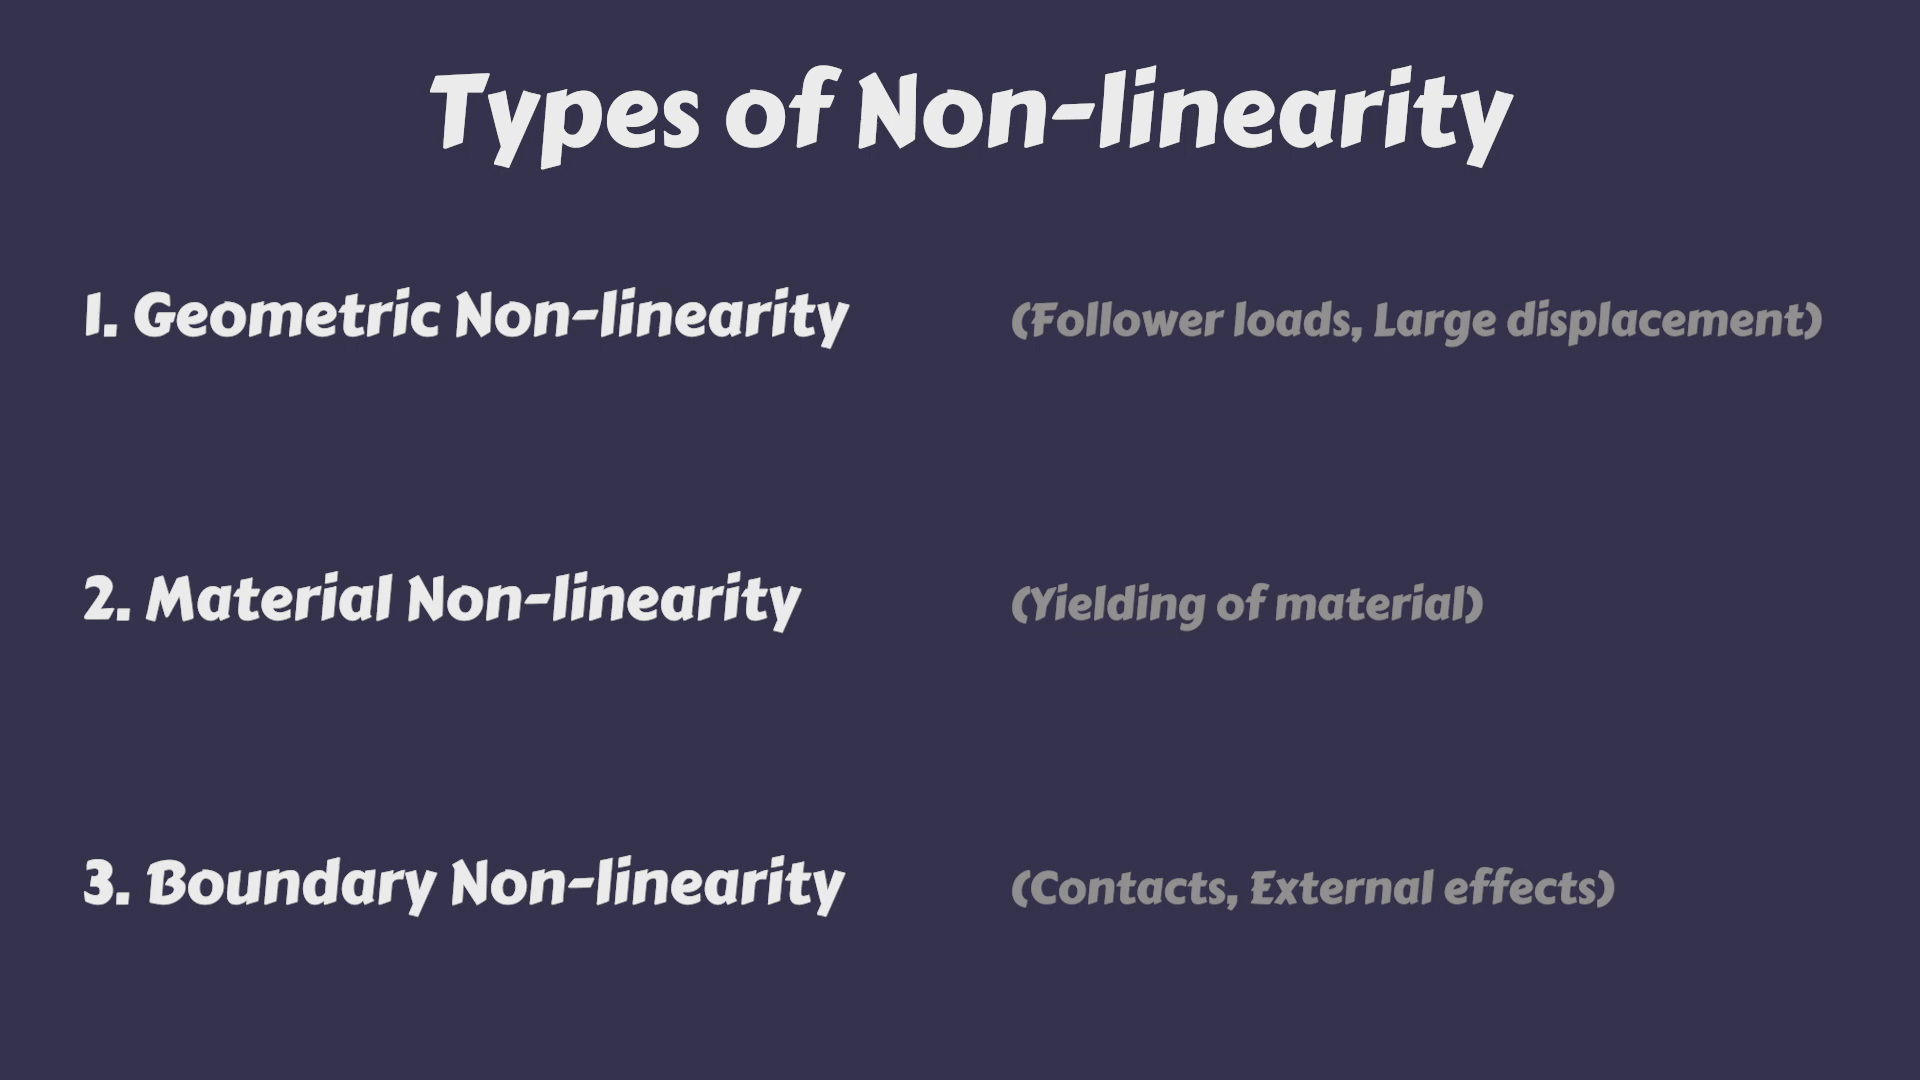 Types of Non-linearity
1. Geometric Non-linearity (Follower loads, Large displacement)
2. Material Non-linearity (Yielding of material)
3. Boundary Non-linearity (Contacts, External effects)